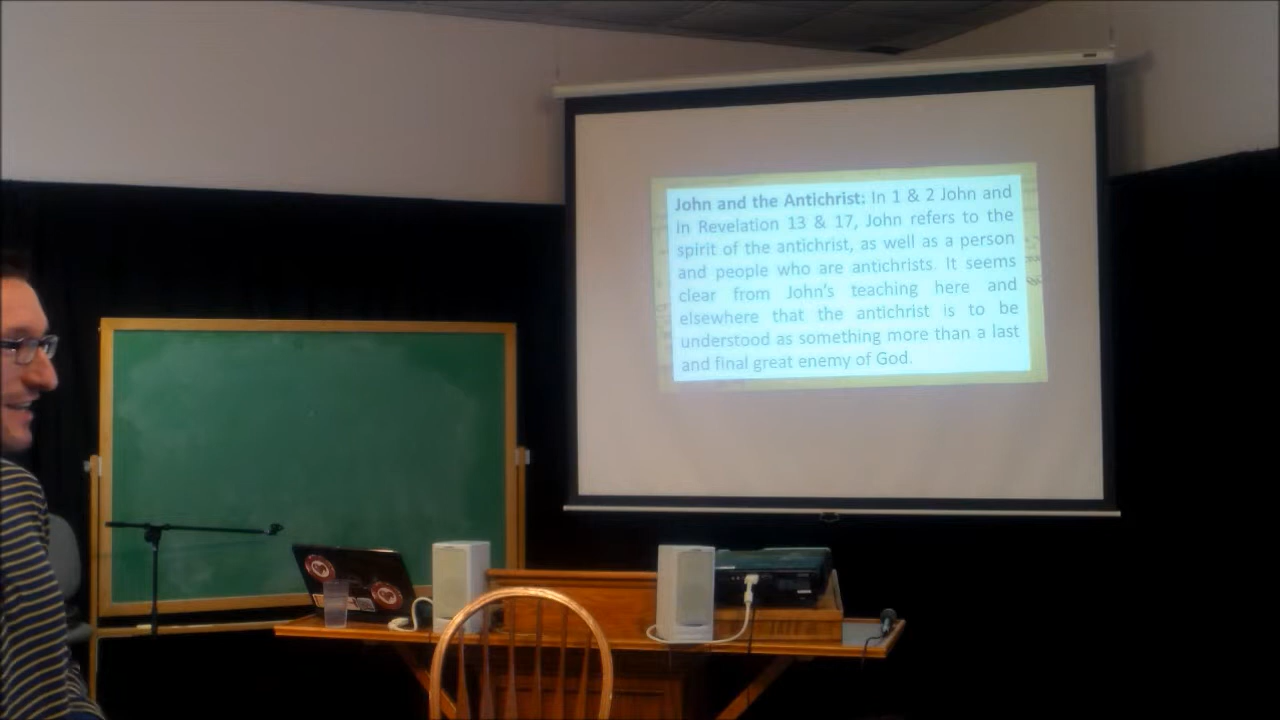 John and the Antichrist: In 1 & 2 John and
in Revelation 13 & 17, John refers to the
spirit of the antichrist, as well as a person
and people who are antichrists. It seems
clear from John's teaching here and
elsewhere that the antichrist is to be
understood as something more than a last
and final great enemy of God.